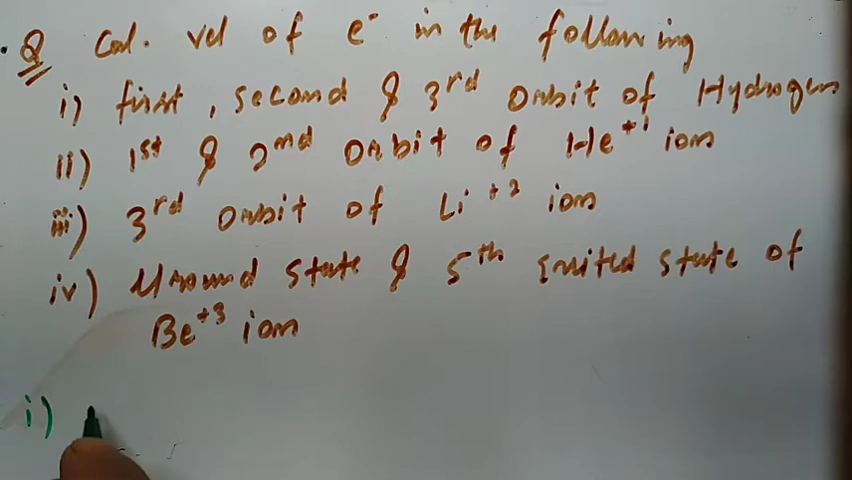 Q Cal. vel of e⁻ in the following
i) first, second & 3rd Orbit of Hydrogen
ii) 1st & 2nd Orbit of He⁺¹ ion
iii) 3rd Orbit of Li⁺² ion
iv) Ground state & 5th Exited state of
Be⁺³ ion
i)